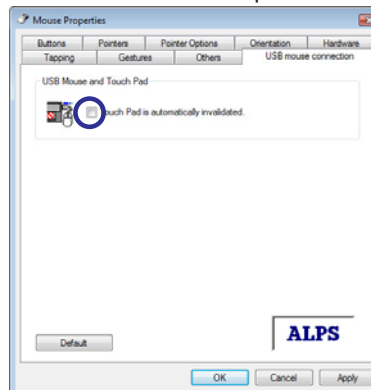 Mouse Properties
Buttons Pointers Pointer Options Orientation Hardware
Tapping Gestures Others USB mouse connection
USB Mouse and Touch Pad
Touch Pad is automatically invalidated.
ALPS
Default
OK Cancel Apply